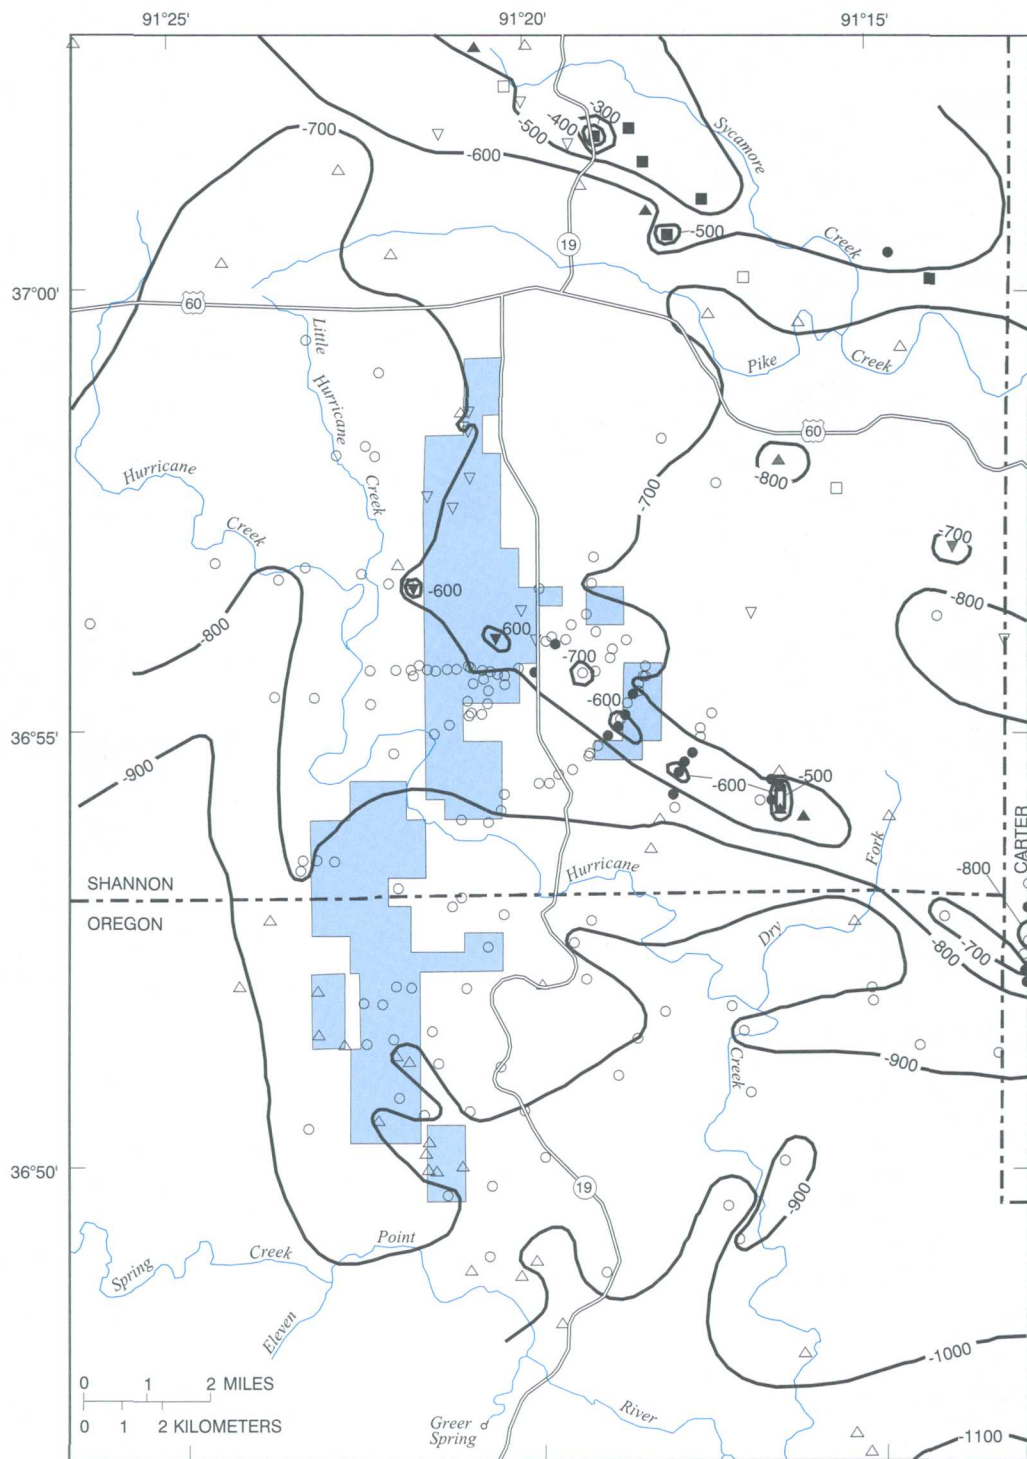 91°25'
91°20'
91°15'
-300
-400
-500
-700
-600
Sycamore
-500
Creek
19
37°00'
60
Little
Hurricane
Creek
Pike
Creek
60
Hurricane
Creek
-800
-700
-700
-600
-800
-800
600
-700
-600
36°55'
-900
-600
-500
CARTER
Fork
Hurricane
-800
SHANNON
OREGON
Dry
-700
-800
Creek
-900
36°50'
19
-900
Point
Creek
Spring
Eleven
-1000
0 1 2 MILES
0 1 2 KILOMETERS
Greer
Spring
River
-1100